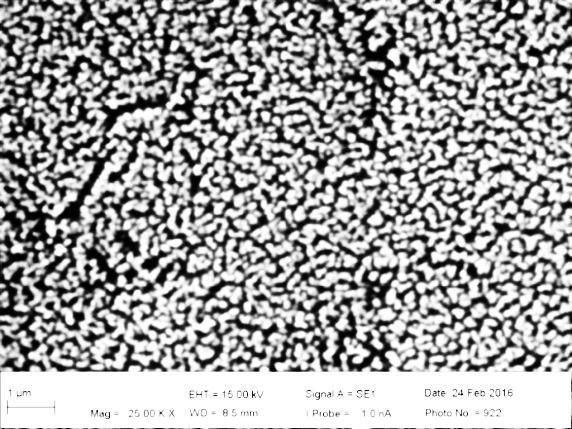 1 µm
EHT = 15.00 kV
Signal A = SE1
Date 24 Feb 2016
Mag = 25.00 K X
WD = 8.5 mm
I Probe = 1.0 nA
Photo No. = 922